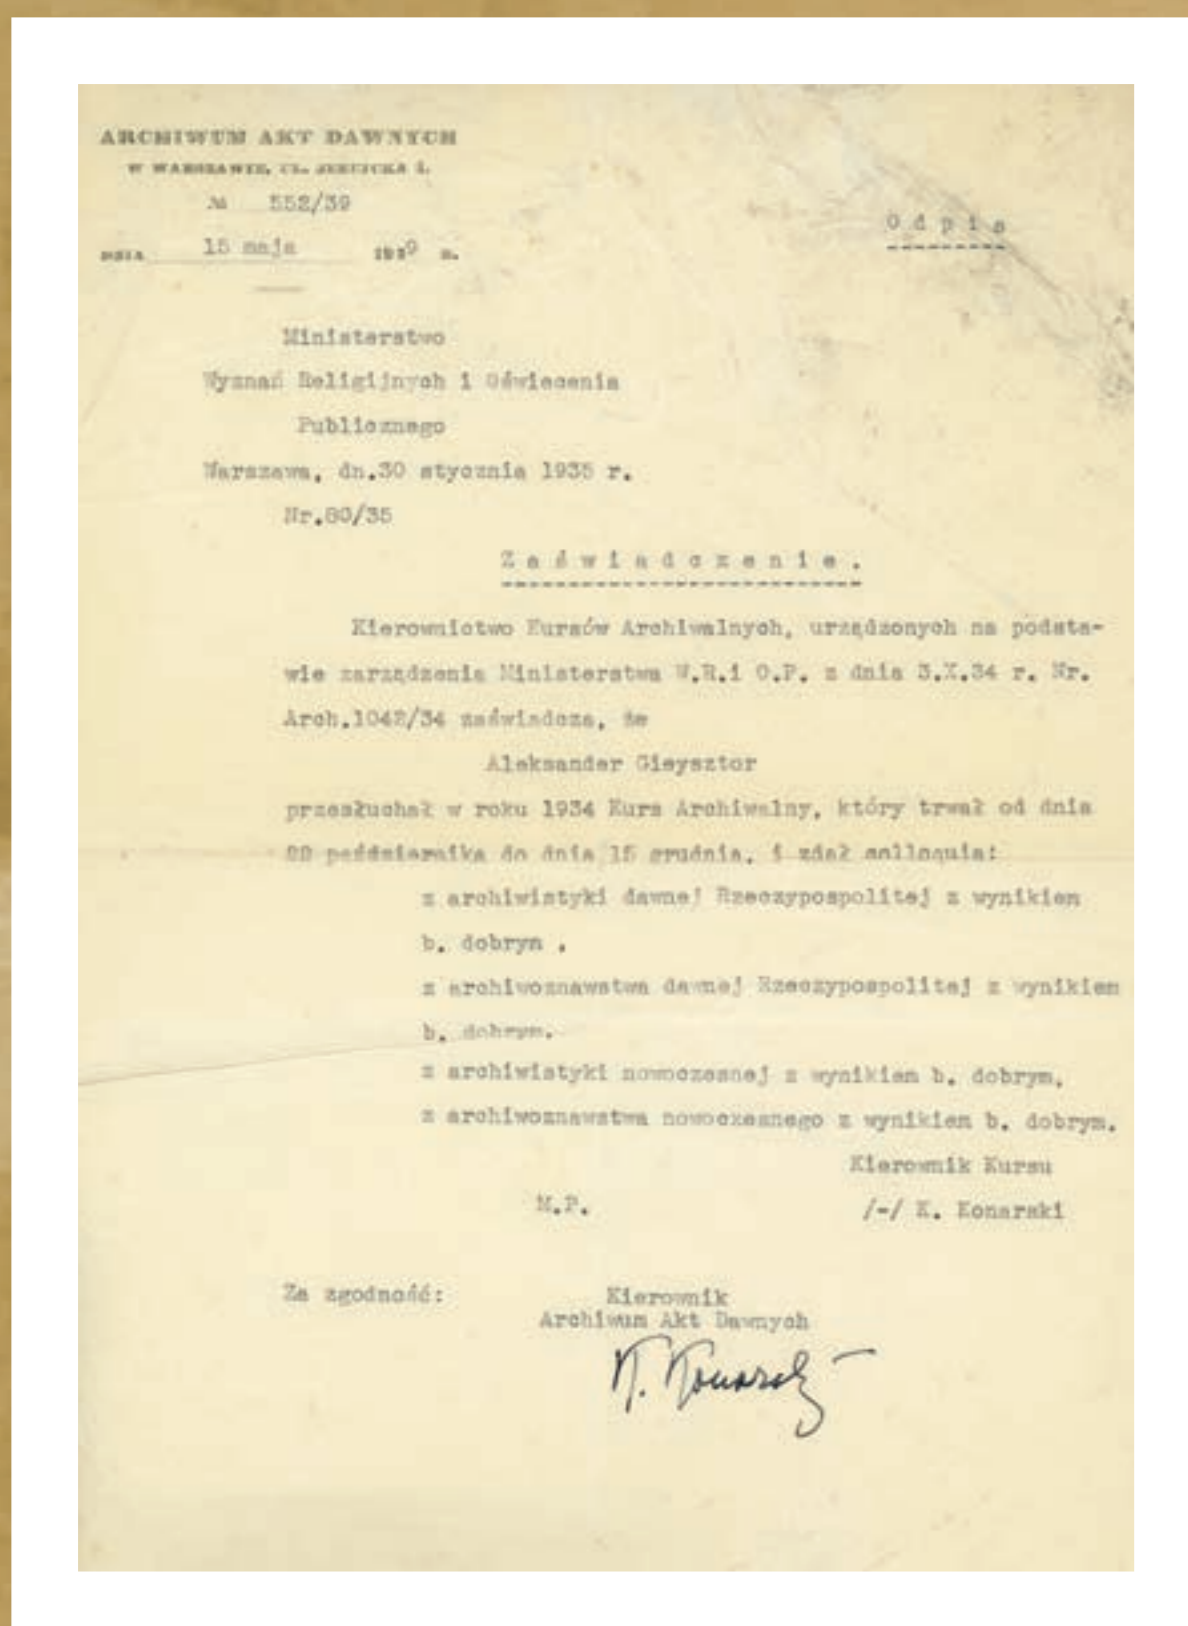 ARCHIWUM AKT DAWNYCH
W WARSZAWIE, UL. JEZUICKA 1.
№ 552/39
DNIA 15 maja 1939 R.
Odpis
Ministerstwo
Wyznań Religijnych i Oświecenia
Publicznego
Warszawa, dn.30 stycznia 1935 r.
Nr.80/35
Zaświadczenie.
Kierownictwo Kursów Archiwalnych, urządzonych na podsta-
wie zarządzenia Ministerstwa W.R.i O.P. z dnia 3.X.34 r. Nr.
Arch.1042/34 zaświadcza, że
Aleksander Gieysztor
przesłuchał w roku 1934 Kurs Archiwalny, który trwał od dnia
22 października do dnia 15 grudnia, i zdał colloquia:
z archiwistyki dawnej Rzeczypospolitej z wynikiem
b. dobrym .
z archiwoznawstwa dawnej Rzeczypospolitej z wynikiem
b. dobrym.
z archiwistyki nowoczesnej z wynikiem b. dobrym.
z archiwoznawstwa nowoczesnego z wynikiem b. dobrym.
Kierownik Kursu
M.P.
/-/ K. Konarski
Za zgodność:
Kierownik
Archiwum Akt Dawnych
K. Konarski